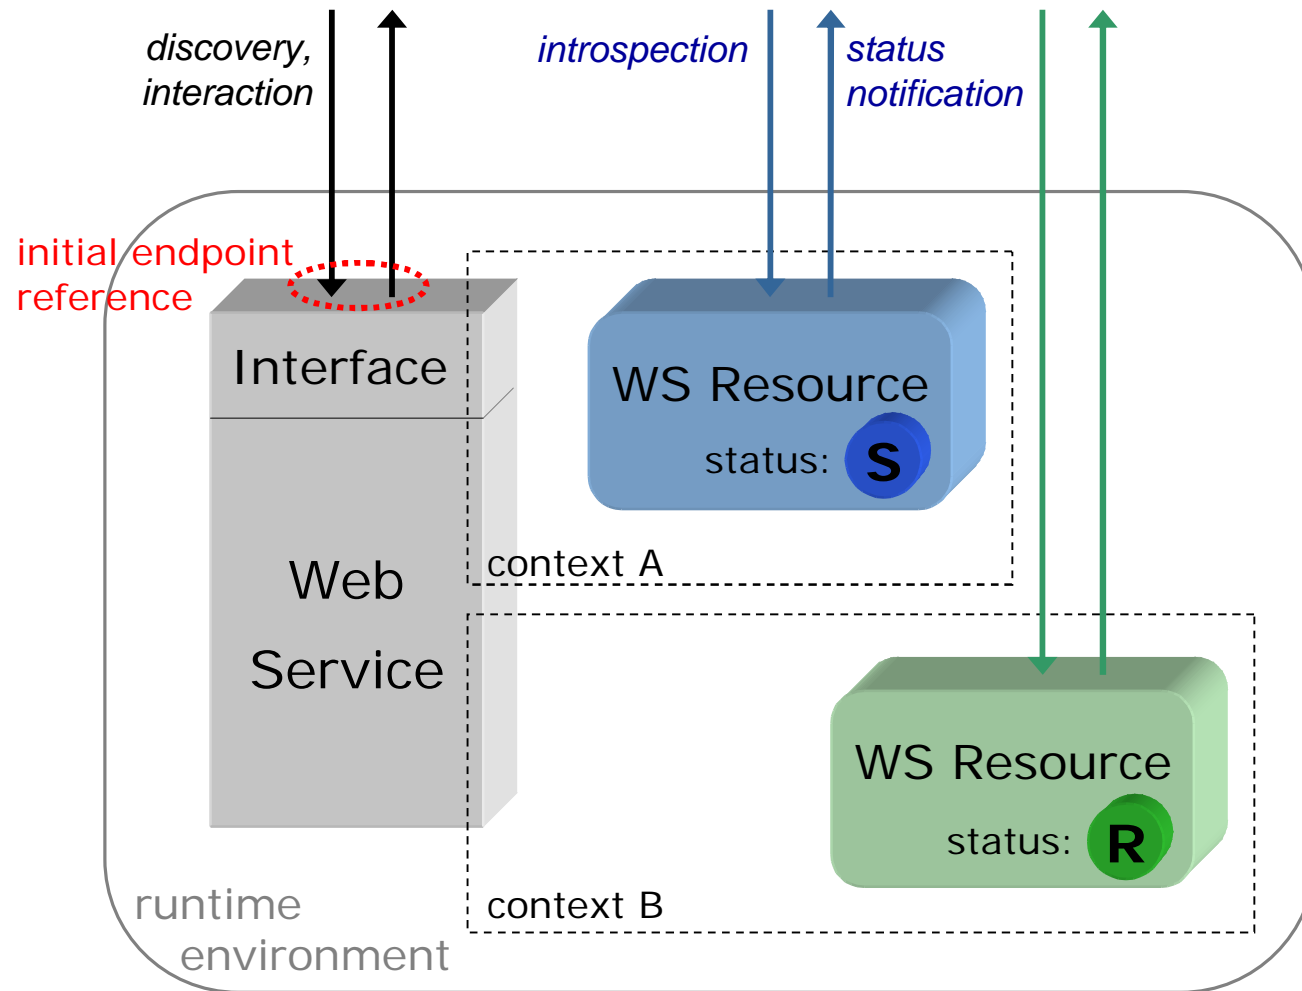 discovery,
interaction
introspection
status
notification
initial endpoint
reference
Interface
Web
Service
WS Resource
status: S
context A
WS Resource
status: R
context B
runtime
environment